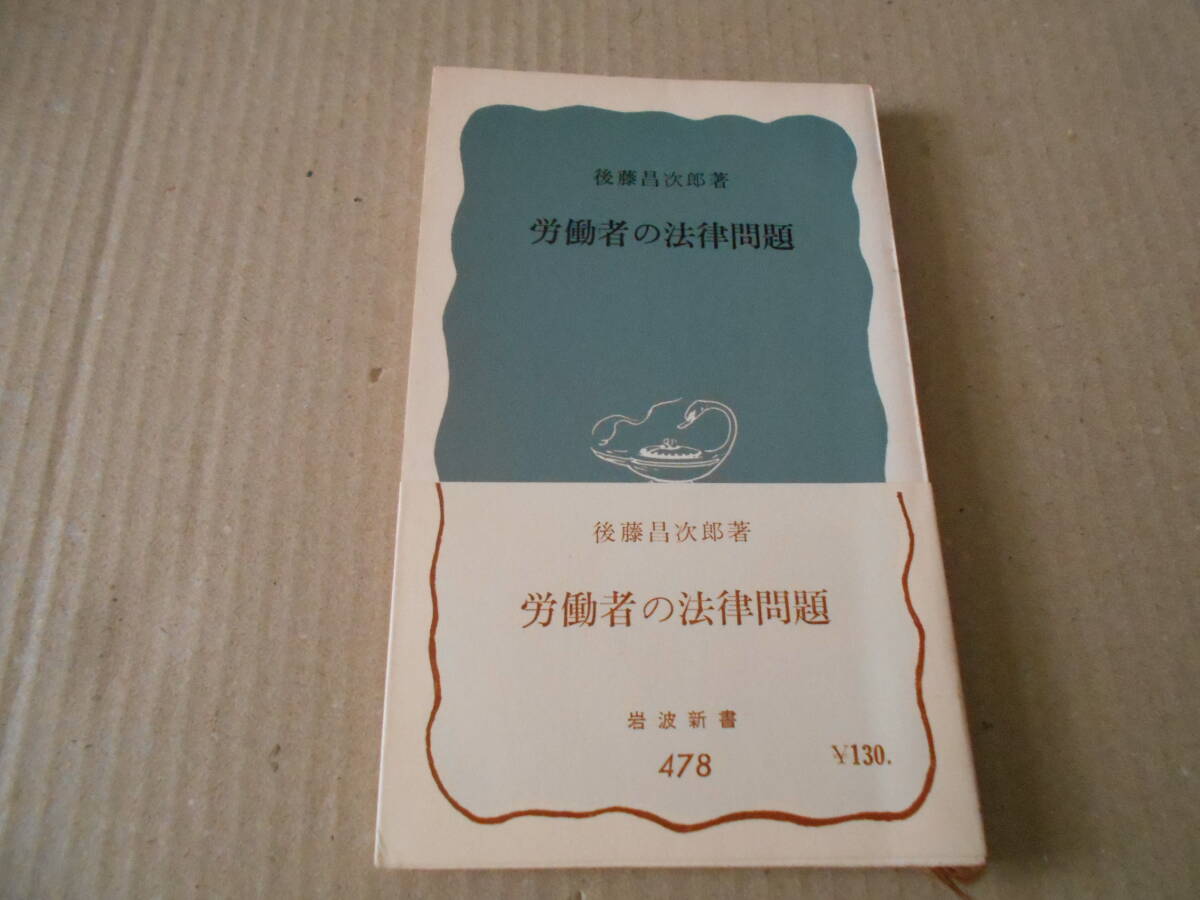 後藤昌次郎著
労働者の法律問題
後藤昌次郎著
労働者の法律問題
岩波新書
478
¥130.